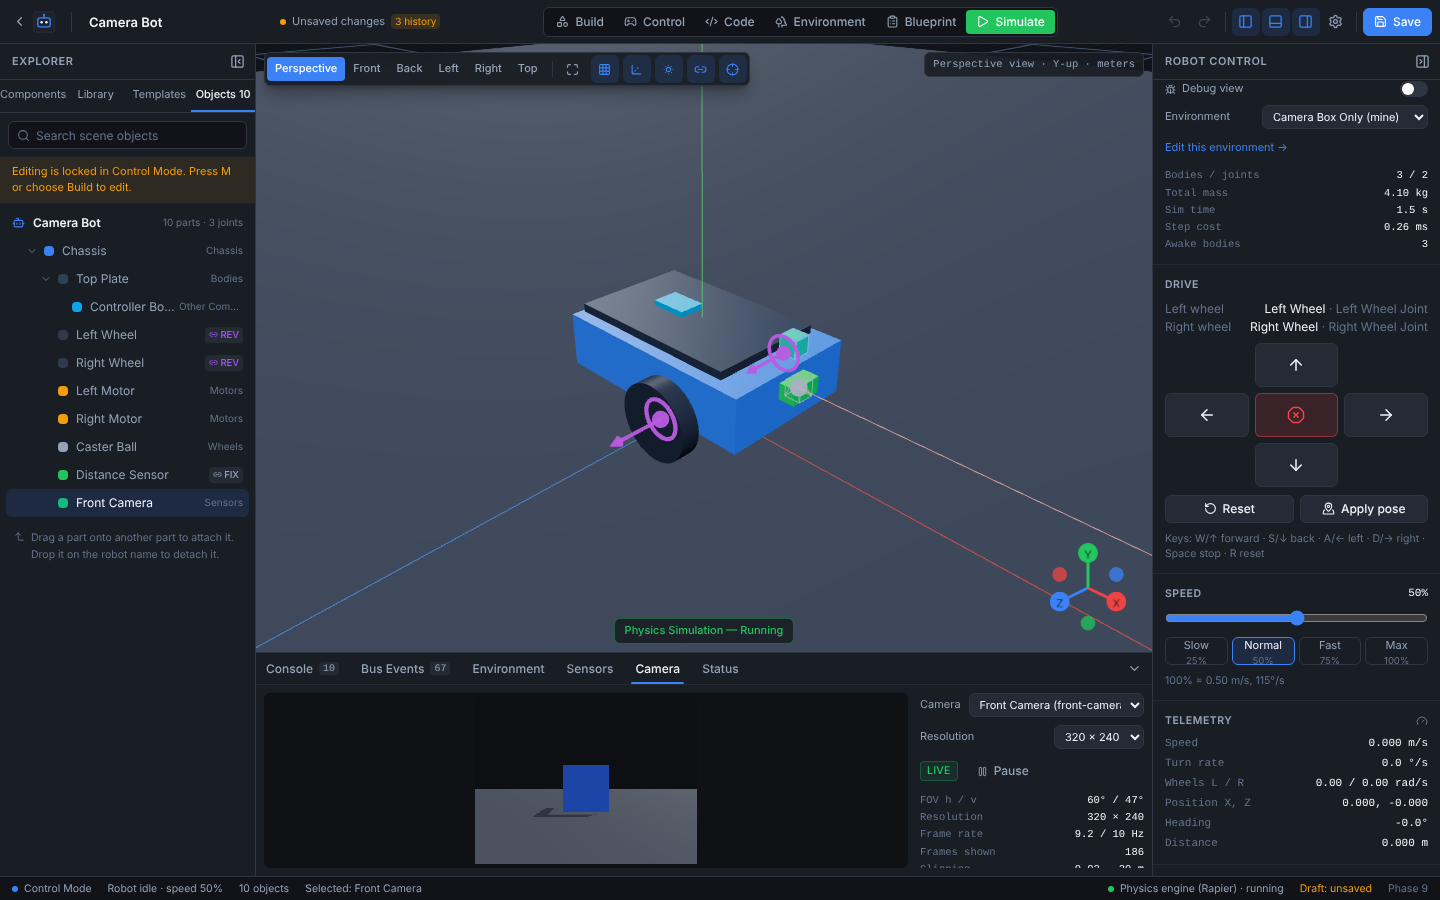 Camera Bot
Unsaved changes
3 history
Build
Control
Code
Environment
Blueprint
Simulate
Save
EXPLORER
Components
Library
Templates
Objects 10
Search scene objects
Editing is locked in Control Mode. Press M
or choose Build to edit.
Camera Bot
10 parts · 3 joints
Chassis
Chassis
Top Plate
Bodies
Controller Bo...
Other Com...
Left Wheel
REV
Right Wheel
REV
Left Motor
Motors
Right Motor
Motors
Caster Ball
Wheels
Distance Sensor
FIX
Front Camera
Sensors
Drag a part onto another part to attach it.
Drop it on the robot name to detach it.
Perspective
Front
Back
Left
Right
Top
Perspective view · Y-up · meters
Y
Z
X
Physics Simulation — Running
Console 10
Bus Events 67
Environment
Sensors
Camera
Status
Camera
Front Camera (front-camera
Resolution
320 × 240
LIVE
Pause
FOV h / v 60° / 47°
Resolution 320 × 240
Frame rate 9.2 / 10 Hz
Frames shown 186
ROBOT CONTROL
Debug view
Environment
Camera Box Only (mine)
Edit this environment →
Bodies / joints 3 / 2
Total mass 4.10 kg
Sim time 1.5 s
Step cost 0.26 ms
Awake bodies 3
DRIVE
Left wheel Left Wheel · Left Wheel Joint
Right wheel Right Wheel · Right Wheel Joint
Reset
Apply pose
Keys: W/↑ forward · S/↓ back · A/← left · D/→ right ·
Space stop · R reset
SPEED 50%
Slow
25%
Normal
50%
Fast
75%
Max
100%
100% = 0.50 m/s, 115°/s
TELEMETRY
Speed 0.000 m/s
Turn rate 0.0 °/s
Wheels L / R 0.00 / 0.00 rad/s
Position X, Z 0.000, -0.000
Heading -0.0°
Distance 0.000 m
Control Mode
Robot idle · speed 50%
10 objects
Selected: Front Camera
Physics engine (Rapier) · running
Draft: unsaved
Phase 9